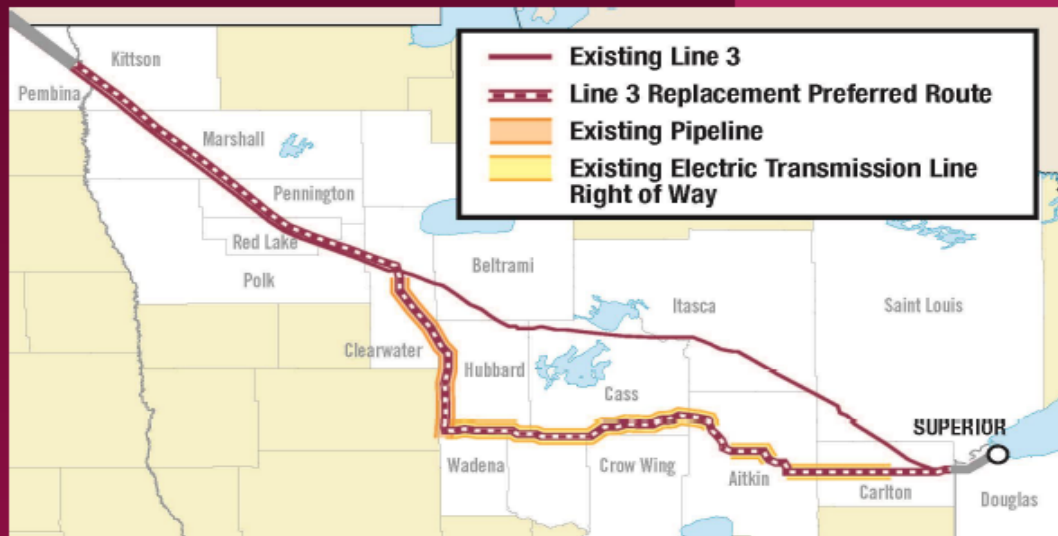 Existing Line 3
Line 3 Replacement Preferred Route
Existing Pipeline
Existing Electric Transmission Line
Right of Way
Kittson
Pembina
Marshall
Pennington
Red Lake
Polk
Beltrami
Itasca
Saint Louis
Clearwater
Hubbard
Cass
SUPERIOR
Wadena
Crow Wing
Aitkin
Carlton
Douglas